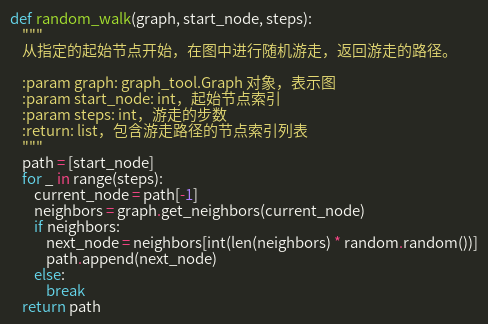 def random_walk(graph, start_node, steps):
    """
    从指定的起始节点开始，在图中进行随机游走，返回游走的路径。

    :param graph: graph_tool.Graph 对象，表示图
    :param start_node: int，起始节点索引
    :param steps: int，游走的步数
    :return: list，包含游走路径的节点索引列表
    """
    path = [start_node]
    for _ in range(steps):
        current_node = path[-1]
        neighbors = graph.get_neighbors(current_node)
        if neighbors:
            next_node = neighbors[int(len(neighbors) * random.random())]
            path.append(next_node)
        else:
            break
    return path